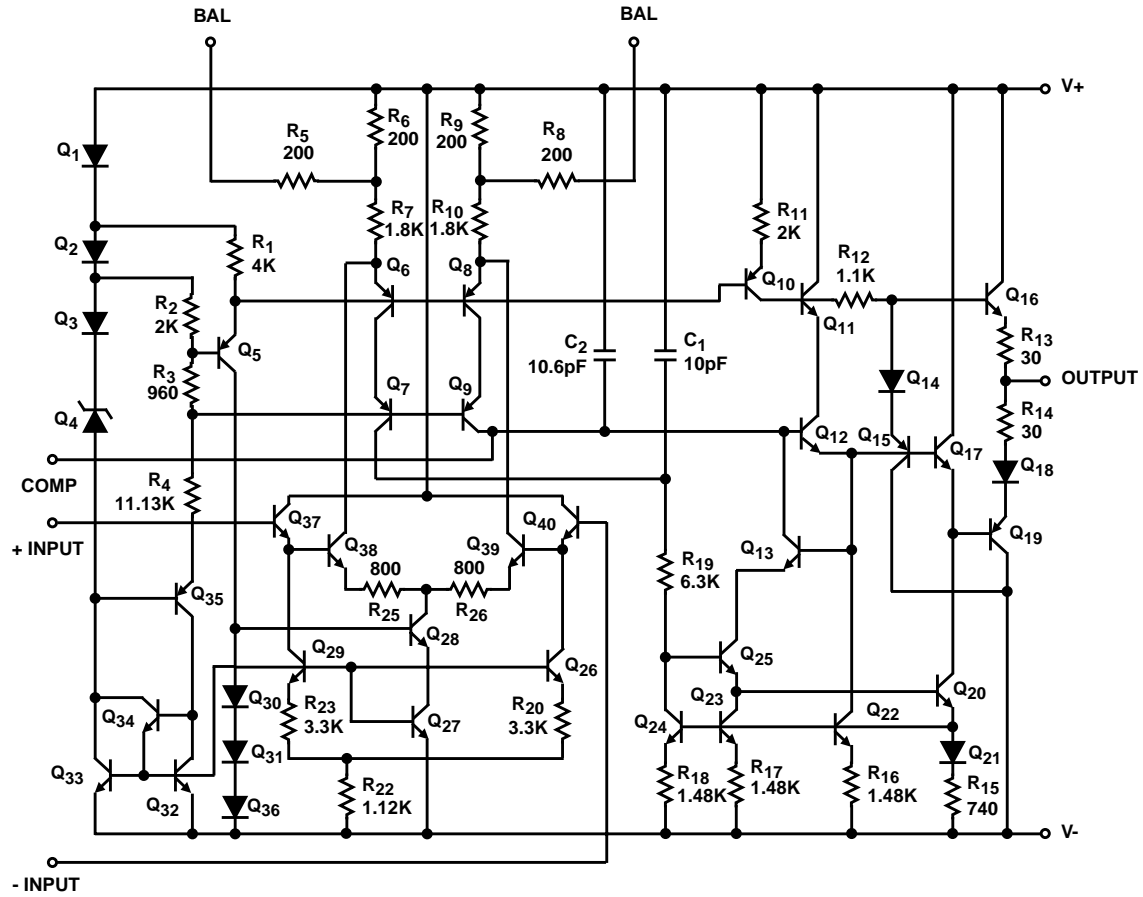 BAL
BAL
V+
R6
200
R9
200
R5
200
R8
200
Q1
R7
1.8K
R10
1.8K
R11
2K
Q2
R1
4K
Q6
Q8
Q10
R12
1.1K
Q16
R2
2K
Q3
Q11
R13
30
Q5
C2
10.6pF
C1
10pF
R3
960
Q7
Q9
Q14
OUTPUT
Q4
R14
30
Q12
Q15
Q17
COMP
Q18
R4
11.13K
+ INPUT
Q37
Q40
Q38
Q39
Q13
Q19
800
800
R19
6.3K
R25
R26
Q35
Q28
Q29
Q26
Q25
Q30
R23
3.3K
R20
3.3K
Q23
Q20
Q34
Q27
Q24
Q22
Q31
Q21
Q33
R22
1.12K
R18
1.48K
R17
1.48K
R16
1.48K
R15
740
Q32
Q36
V-
- INPUT